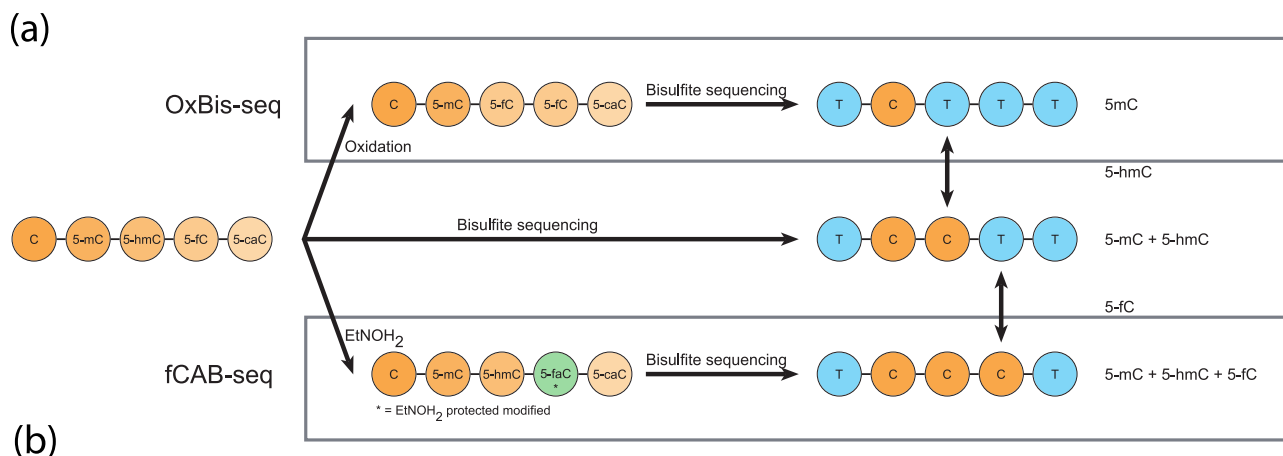 (a)
OxBis-seq
C 5-mC 5-fC 5-fC 5-caC
Bisulfite sequencing
T C T T T
5mC
Oxidation
5-hmC
C 5-mC 5-hmC 5-fC 5-caC
Bisulfite sequencing
T C C T T
5-mC + 5-hmC
5-fC
EtNOH2
fCAB-seq
C 5-mC 5-hmC 5-faC * 5-caC
Bisulfite sequencing
T C C C T
5-mC + 5-hmC + 5-fC
* = EtNOH2 protected modified
(b)